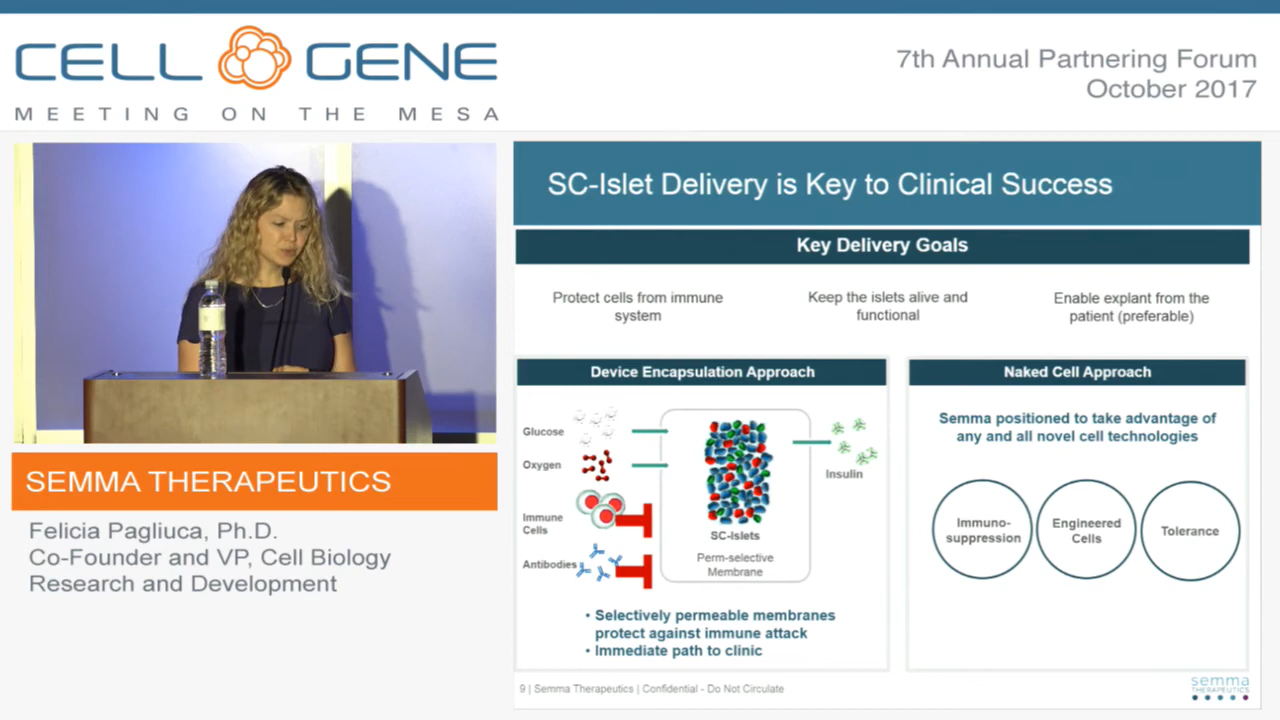 CELL GENE
MEETING ON THE MESA
7th Annual Partnering Forum
October 2017
SC-Islet Delivery is Key to Clinical Success
Key Delivery Goals
Protect cells from immune
system
Keep the islets alive and
functional
Enable explant from the
patient (preferable)
Device Encapsulation Approach
Glucose
Oxygen
Immune
Cells
Antibodies
SC-Islets
Perm-selective
Membrane
Insulin
• Selectively permeable membranes
protect against immune attack
• Immediate path to clinic
Naked Cell Approach
Semma positioned to take advantage of
any and all novel cell technologies
Immuno-
suppression
Engineered
Cells
Tolerance
9 | Semma Therapeutics | Confidential - Do Not Circulate
semma
THERAPEUTICS
SEMMA THERAPEUTICS
Felicia Pagliuca, Ph.D.
Co-Founder and VP, Cell Biology
Research and Development